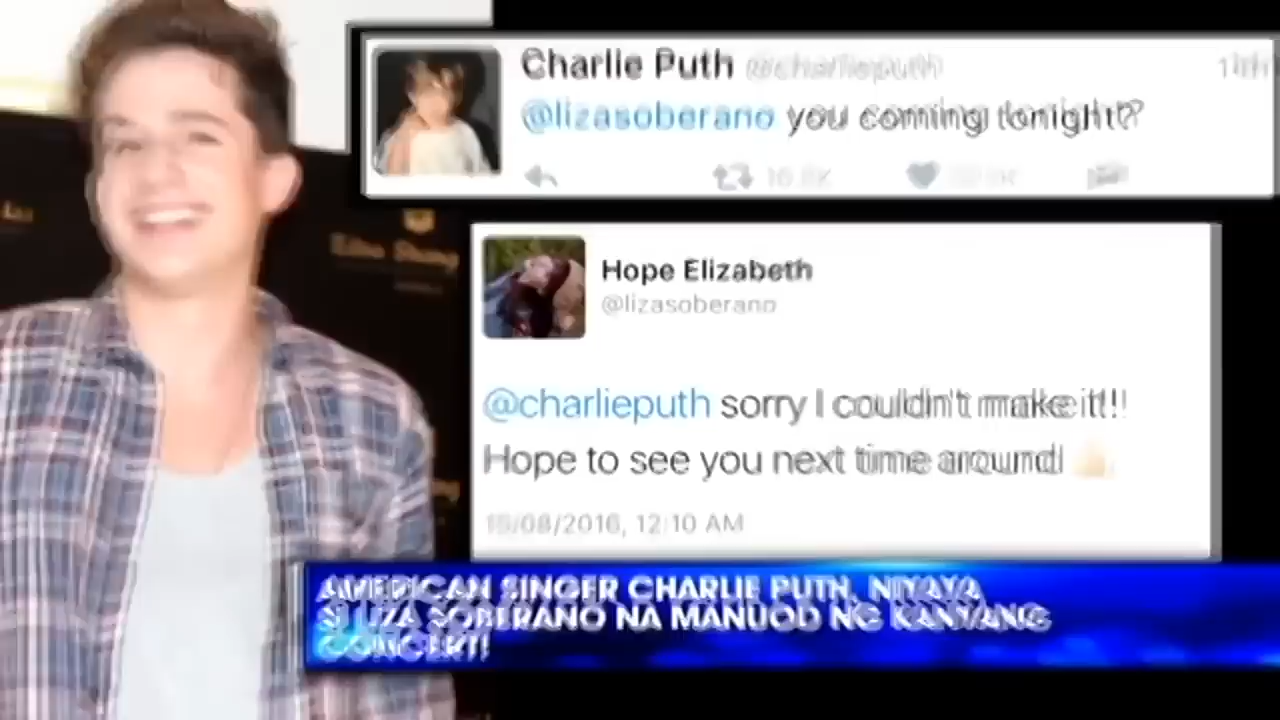 Charlie Puth @charlieputh
@lizasoberano you coming tonight?
Hope Elizabeth
@lizasoberano
@charlieputh sorry I couldn't make it!!
Hope to see you next time around
/08/2016, 12:10 AM
AMERICAN SINGER CHARLIE PUTH, NIYAYA
SI LIZA SOBERANO NA MANUOD NG KANYANG
CONCERT!